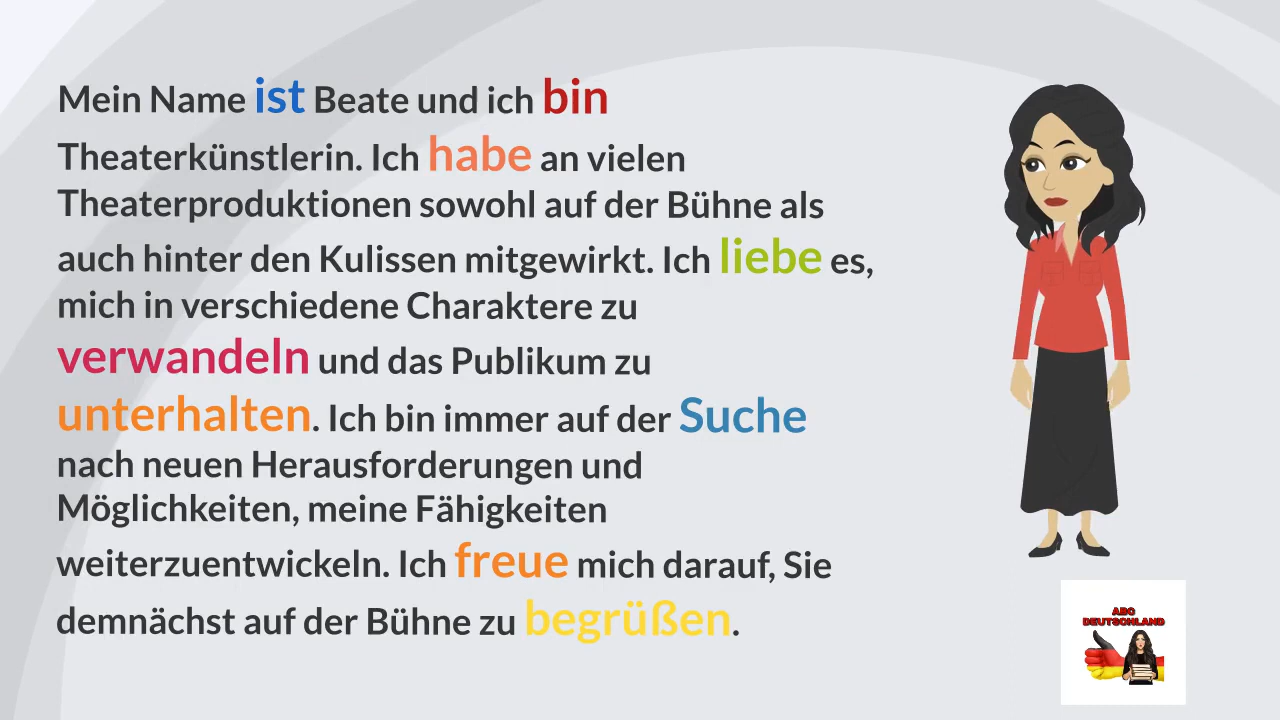 Mein Name ist Beate und ich bin
Theaterkünstlerin. Ich habe an vielen
Theaterproduktionen sowohl auf der Bühne als
auch hinter den Kulissen mitgewirkt. Ich liebe es,
mich in verschiedene Charaktere zu
verwandeln und das Publikum zu
unterhalten. Ich bin immer auf der Suche
nach neuen Herausforderungen und
Möglichkeiten, meine Fähigkeiten
weiterzuentwickeln. Ich freue mich darauf, Sie
demnächst auf der Bühne zu begrüßen.
ABC
DEUTSCHLAND